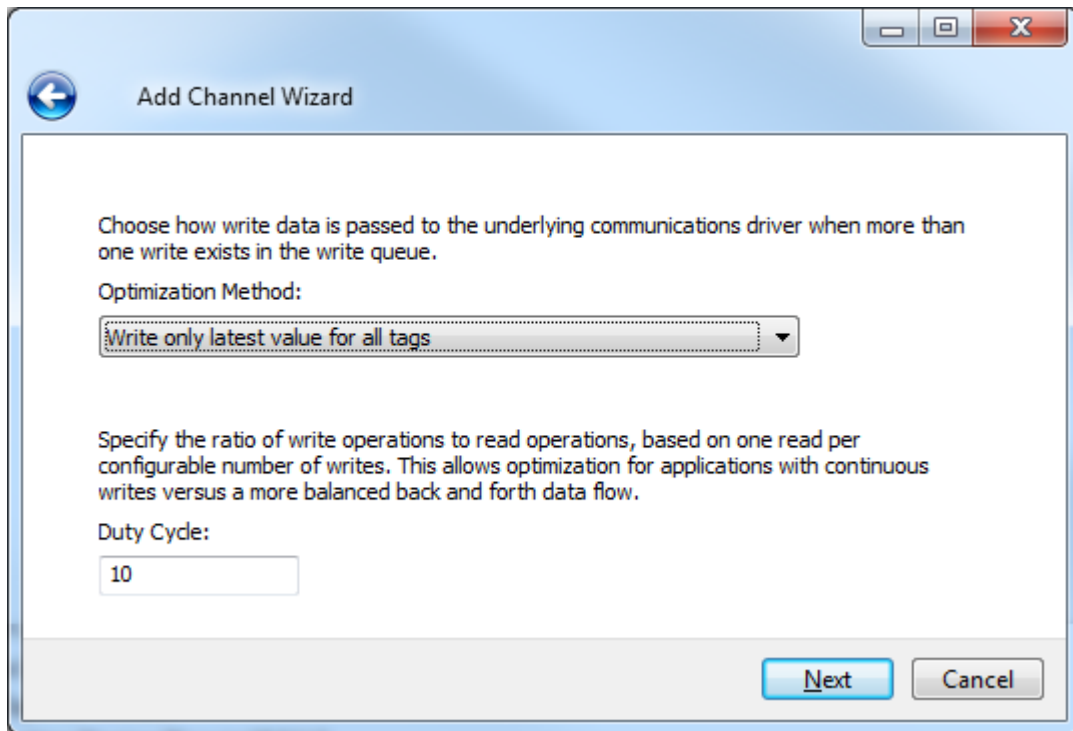 Add Channel Wizard
Choose how write data is passed to the underlying communications driver when more than
one write exists in the write queue.
Optimization Method:
Write only latest value for all tags
Specify the ratio of write operations to read operations, based on one read per
configurable number of writes. This allows optimization for applications with continuous
writes versus a more balanced back and forth data flow.
Duty Cycle:
10
Next Cancel